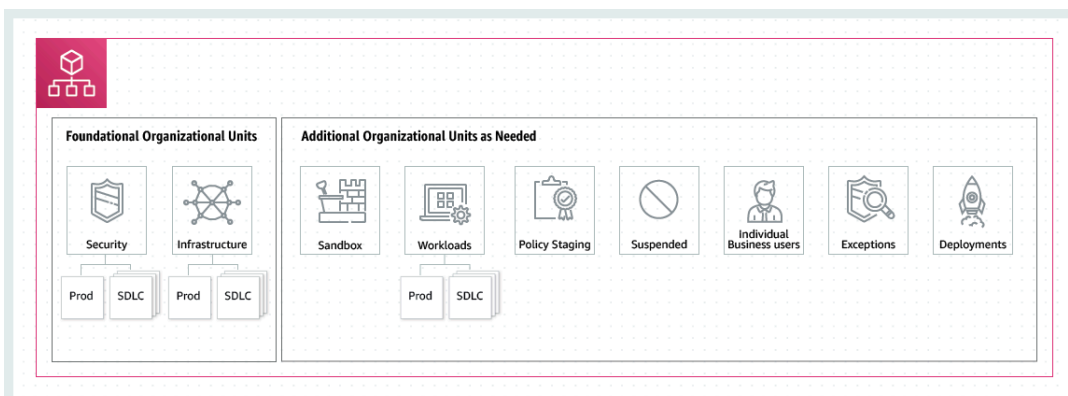 Foundational Organizational Units
Security
Infrastructure
Prod
SDLC
Prod
SDLC
Additional Organizational Units as Needed
Sandbox
Workloads
Policy Staging
Suspended
Individual
Business users
Exceptions
Deployments
Prod
SDLC